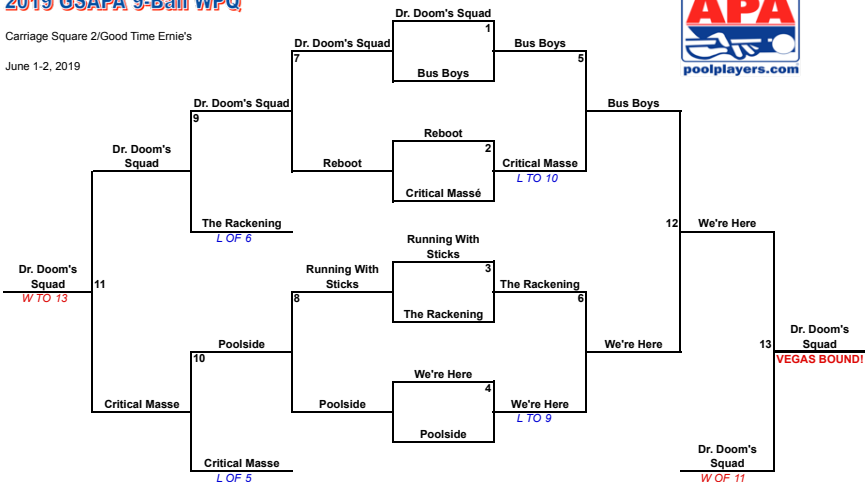 2019 GSAPA 9-Ball WPQ
Carriage Square 2/Good Time Ernie's
June 1-2, 2019
APA
poolplayers.com
Dr. Doom's Squad
1
Dr. Doom's Squad
Bus Boys
7
5
Bus Boys
Dr. Doom's Squad
Bus Boys
9
Reboot
Dr. Doom's
2
Squad
Reboot
Critical Masse
L TO 10
Critical Massé
The Rackening
12
We're Here
L OF 6
Running With
Sticks
Dr. Doom's
Running With
3
Squad
11
Sticks
The Rackening
W TO 13
8
6
The Rackening
Dr. Doom's
Poolside
We're Here
13
Squad
10
VEGAS BOUND!
We're Here
4
Critical Masse
Poolside
We're Here
L TO 9
Poolside
Dr. Doom's
Critical Masse
Squad
L OF 5
W OF 11